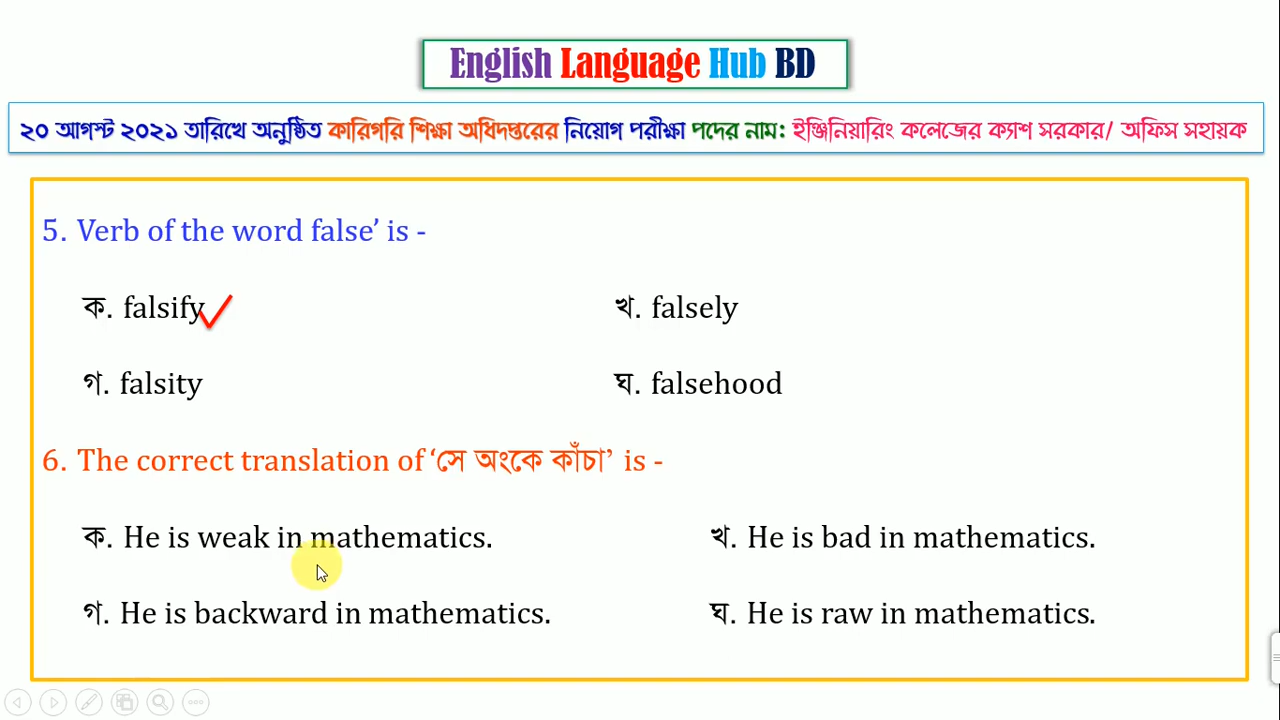 English Language Hub BD
২০ আগস্ট ২০২১ তারিখে অনুষ্ঠিত কারিগরি শিক্ষা অধিদপ্তরের নিয়োগ পরীক্ষা পদের নাম: ইঞ্জিনিয়ারিং কলেজের ক্যাশ সরকার/ অফিস সহায়ক
5. Verb of the word false’ is -
ক. falsify
খ. falsely
গ. falsity
ঘ. falsehood
6. The correct translation of ‘সে অংকে কাঁচা’ is -
ক. He is weak in mathematics.
খ. He is bad in mathematics.
গ. He is backward in mathematics.
ঘ. He is raw in mathematics.